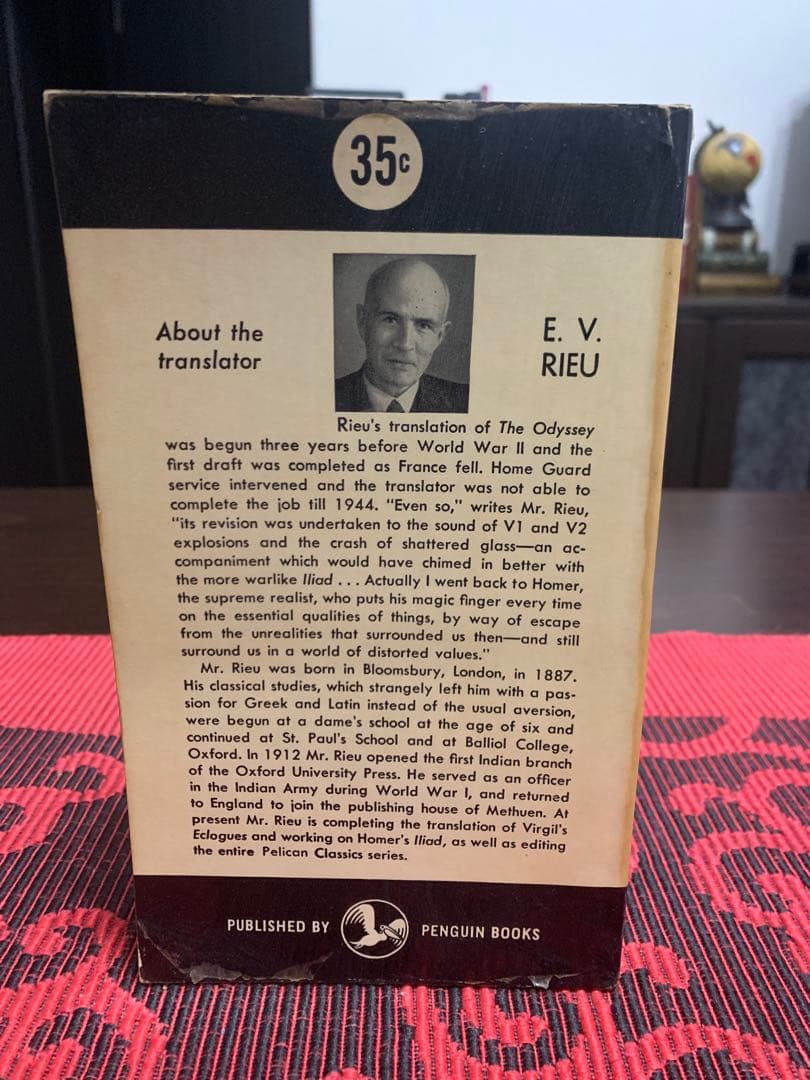 35c
About the
translator
E. V.
RIEU
Rieu's translation of The Odyssey
was begun three years before World War II and the
first draft was completed as France fell. Home Guard
service intervened and the translator was not able to
complete the job till 1944. "Even so," writes Mr. Rieu,
"its revision was undertaken to the sound of V1 and V2
explosions and the crash of shattered glass—an ac-
companiment which would have chimed in better with
the more warlike Iliad . . . Actually I went back to Homer,
the supreme realist, who puts his magic finger every time
on the essential qualities of things, by way of escape
from the unrealities that surrounded us then—and still
surround us in a world of distorted values."
Mr. Rieu was born in Bloomsbury, London, in 1887.
His classical studies, which strangely left him with a pas-
sion for Greek and Latin instead of the usual aversion,
were begun at a dame's school at the age of six and
continued at St. Paul's School and at Balliol College,
Oxford. In 1912 Mr. Rieu opened the first Indian branch
of the Oxford University Press. He served as an officer
in the Indian Army during World War I, and returned
to England to join the publishing house of Methuen. At
present Mr. Rieu is completing the translation of Virgil's
Eclogues and working on Homer's Iliad, as well as editing
the entire Pelican Classics series.
PUBLISHED BY PENGUIN BOOKS